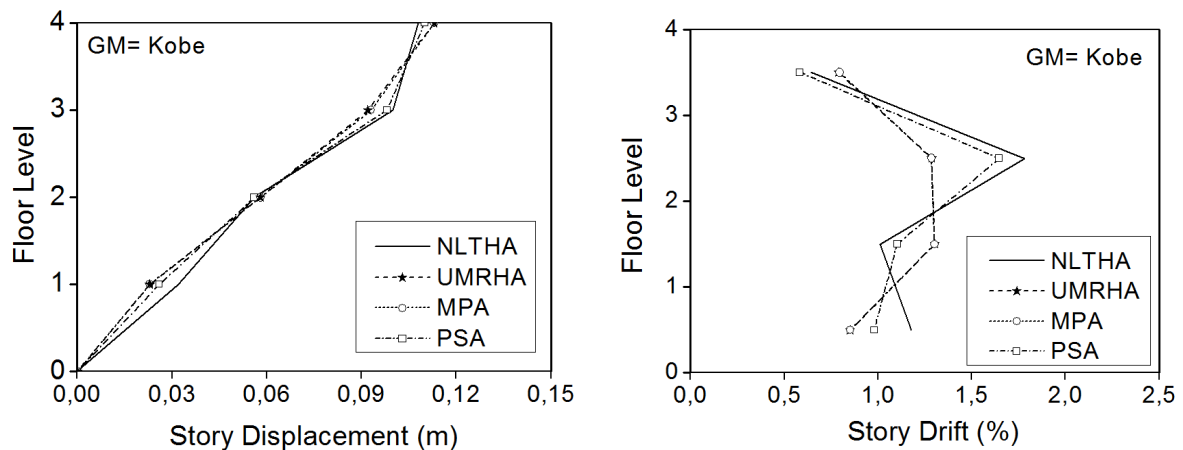 GM= Kobe
4
3
2
1
0
Floor Level
0,00 0,03 0,06 0,09 0,12 0,15
Story Displacement (m)
NLTHA
UMRHA
MPA
PSA
GM= Kobe
4
3
2
1
0
Floor Level
0,0 0,5 1,0 1,5 2,0 2,5
Story Drift (%)
NLTHA
UMRHA
MPA
PSA